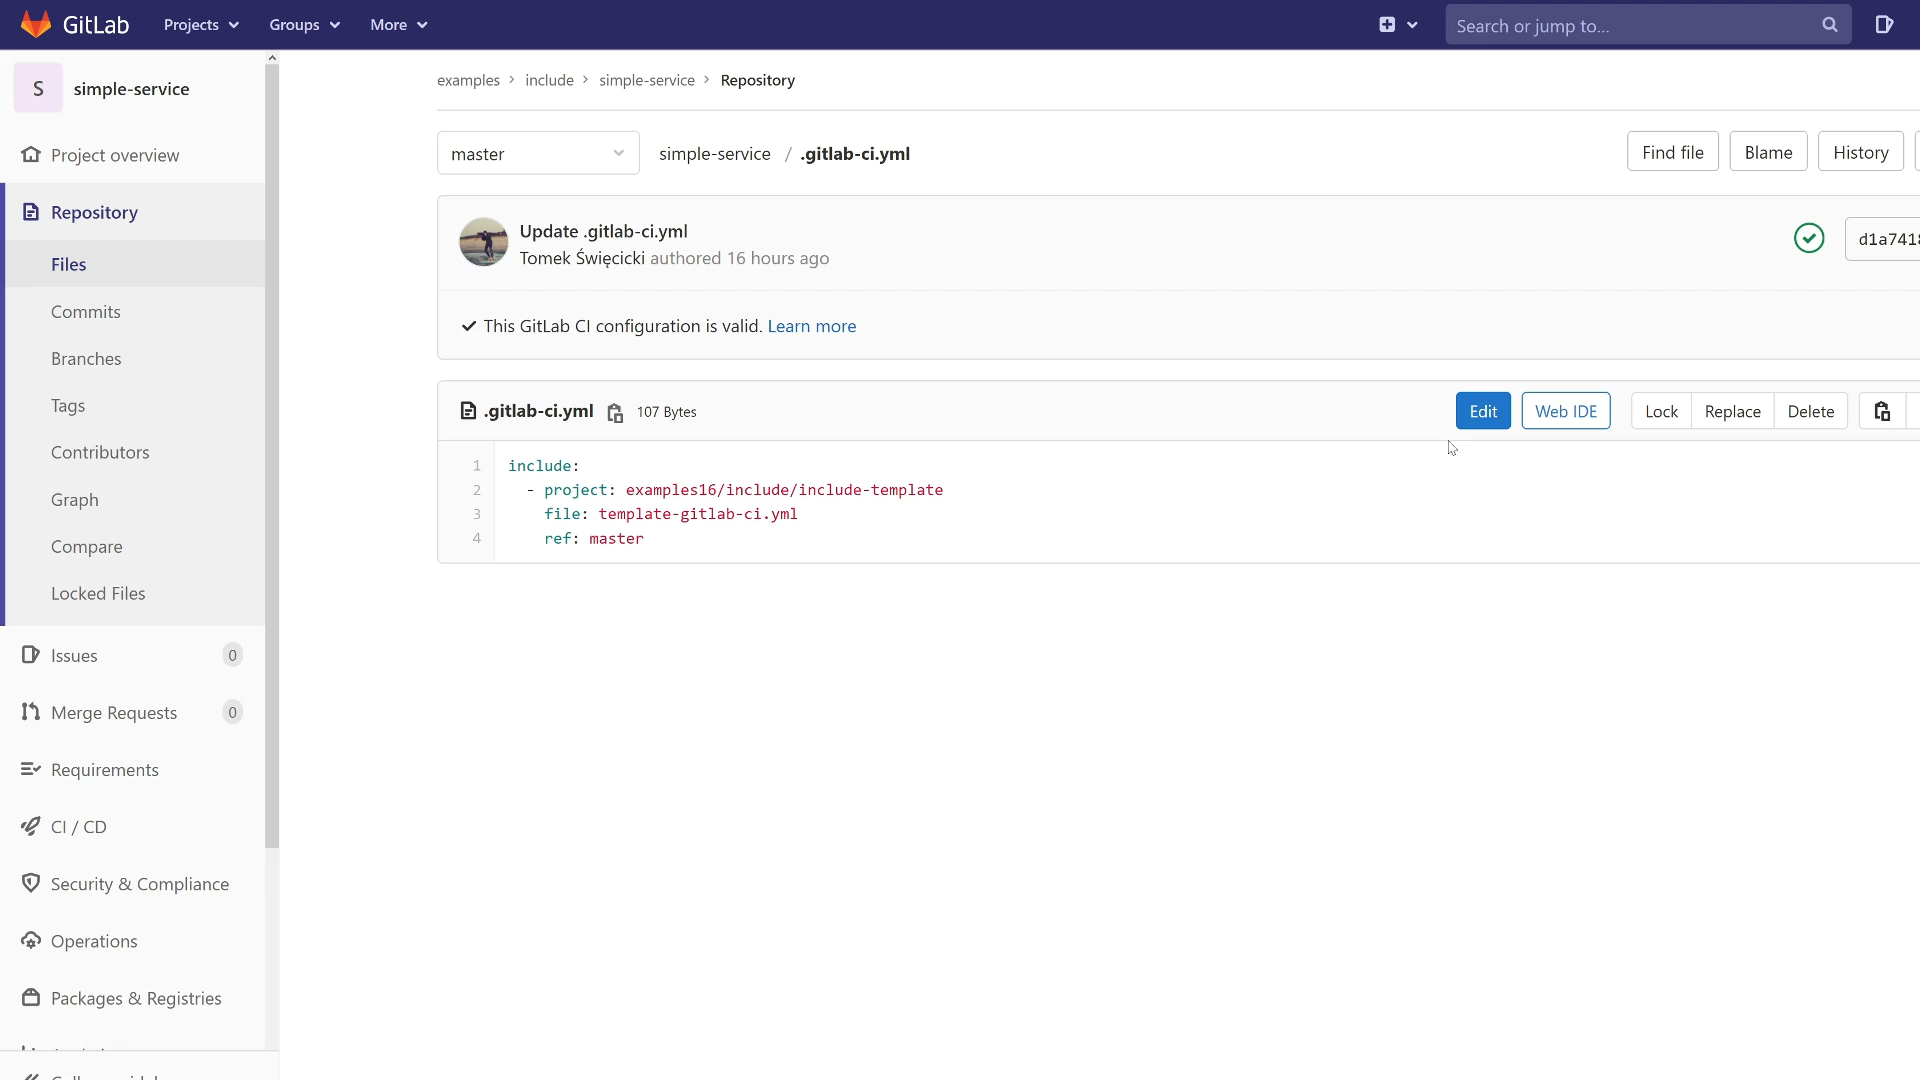 GitLab Projects Groups More Search or jump to...
S simple-service
examples > include > simple-service > Repository
master simple-service / .gitlab-ci.yml Find file Blame History
Project overview
Repository
Files
Commits
Branches
Tags
Contributors
Graph
Compare
Locked Files
Issues 0
Merge Requests 0
Requirements
CI / CD
Security & Compliance
Operations
Packages & Registries
Update .gitlab-ci.yml
Tomek Święcicki authored 16 hours ago
d1a7418
This GitLab CI configuration is valid. Learn more
.gitlab-ci.yml 107 Bytes Edit Web IDE Lock Replace Delete
1 include:
2 - project: examples16/include/include-template
3 file: template-gitlab-ci.yml
4 ref: master